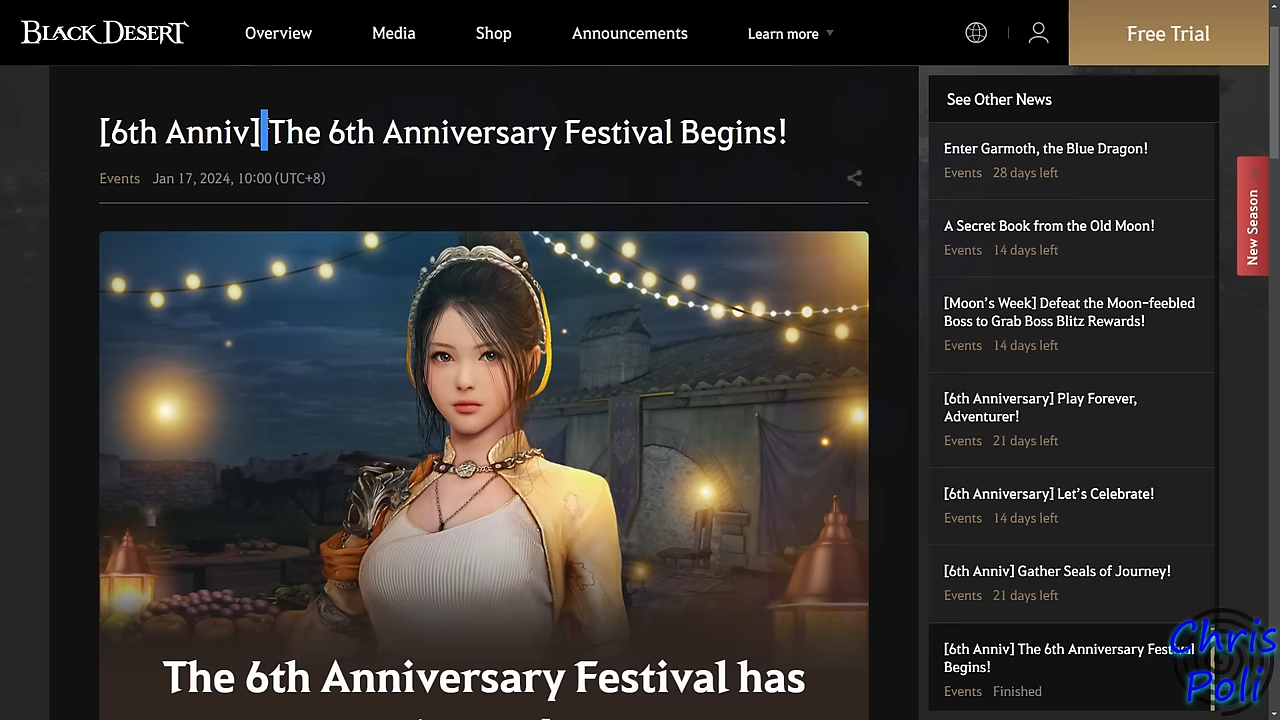 BLACK DESERT
Overview
Media
Shop
Announcements
Learn more
Free Trial
[6th Anniv] The 6th Anniversary Festival Begins!
Events Jan 17, 2024, 10:00 (UTC+8)
The 6th Anniversary Festival has
See Other News
Enter Garmoth, the Blue Dragon!
Events 28 days left
A Secret Book from the Old Moon!
Events 14 days left
[Moon's Week] Defeat the Moon-feebled
Boss to Grab Boss Blitz Rewards!
Events 14 days left
[6th Anniversary] Play Forever,
Adventurer!
Events 21 days left
[6th Anniversary] Let's Celebrate!
Events 14 days left
[6th Anniv] Gather Seals of Journey!
Events 21 days left
[6th Anniv] The 6th Anniversary Festival
Begins!
Events Finished
New Season
Chris
Poli